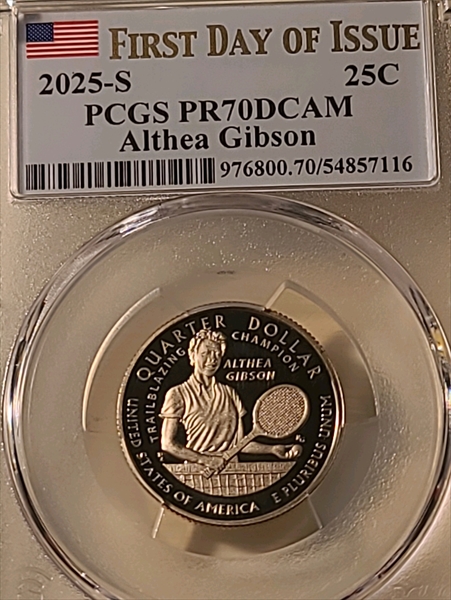 FIRST DAY OF ISSUE
2025-S 25C
PCGS PR70DCAM
Althea Gibson
976800.70/54857116
QUARTER DOLLAR
TRAILBLAZING CHAMPION
ALTHEA
GIBSON
UNITED STATES OF AMERICA
E PLURIBUS UNUM